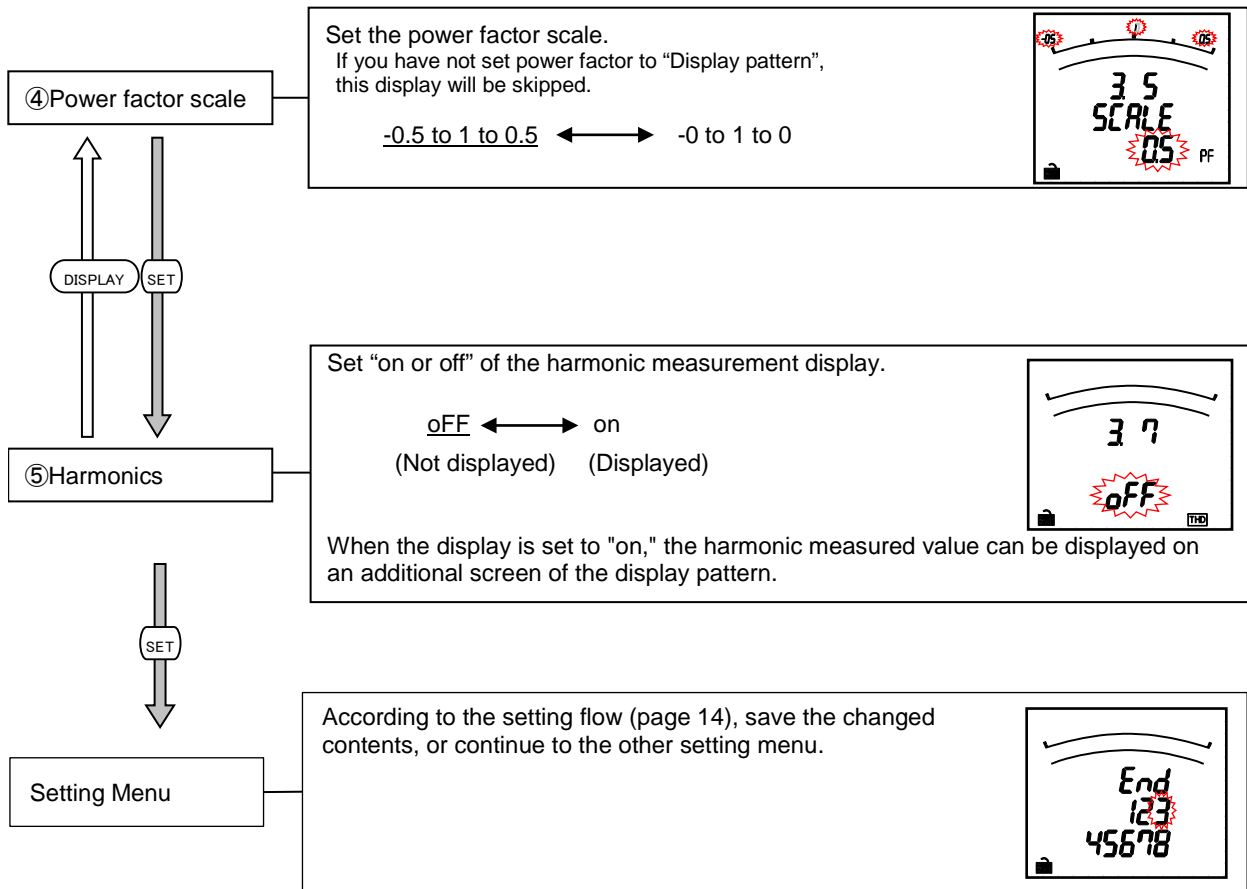 ④Power factor scale
Set the power factor scale.
If you have not set power factor to “Display pattern”,
this display will be skipped.
-0.5 to 1 to 0.5 -0 to 1 to 0
-0.5 1 0.5
3. 5
SCALE
0.5 PF
DISPLAY SET
⑤Harmonics
Set “on or off” of the harmonic measurement display.
oFF on
(Not displayed) (Displayed)
When the display is set to "on," the harmonic measured value can be displayed on
an additional screen of the display pattern.
3. 7
oFF
THD
SET
Setting Menu
According to the setting flow (page 14), save the changed
contents, or continue to the other setting menu.
End
123
45678